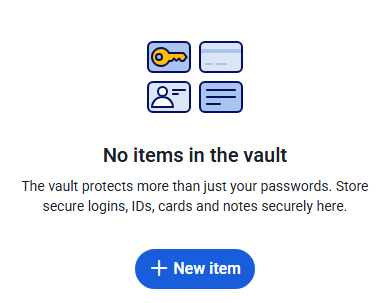 No items in the vault
The vault protects more than just your passwords. Store
secure logins, IDs, cards and notes securely here.
New item